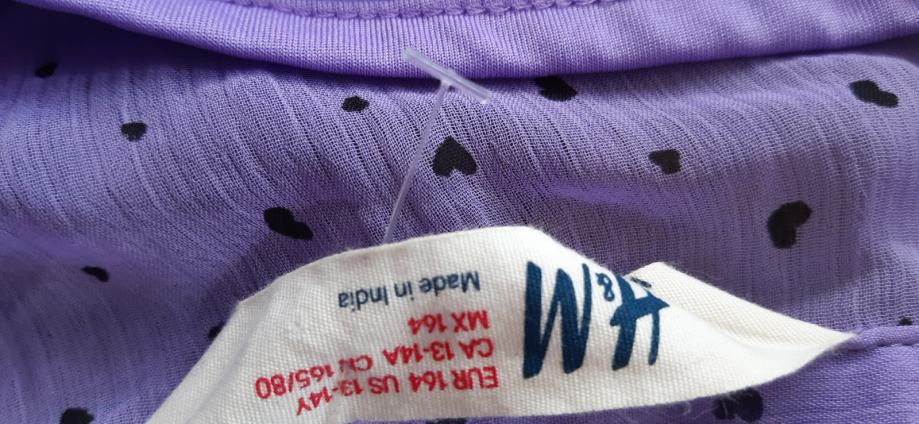 H&M
Made in India
EUR 164 US 13-14Y
CA 13-14A CN 165/80
MX 164